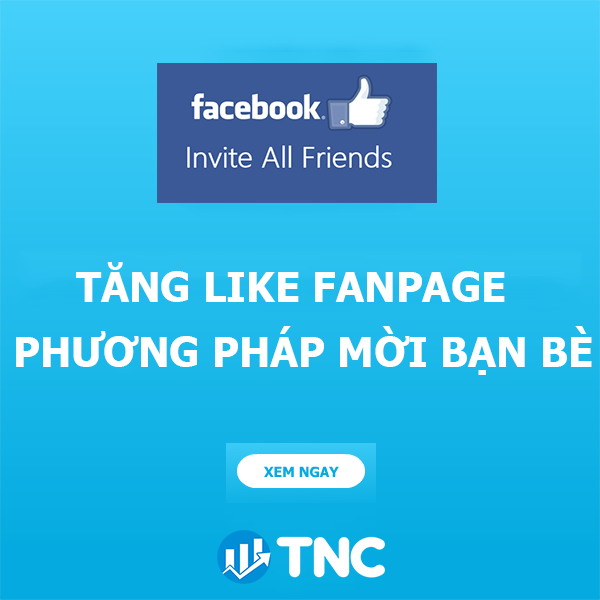 facebook.
Invite All Friends
TĂNG LIKE FANPAGE
PHƯƠNG PHÁP MỜI BẠN BÈ
XEM NGAY
TNC